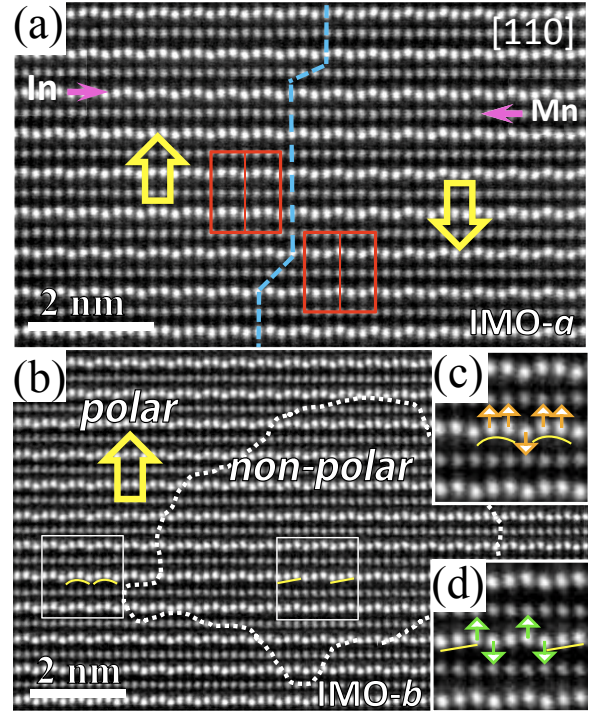 (a)
[110]
In
Mn
2 nm
IMO-a
(b)
polar
non-polar
(c)
(d)
2 nm
IMO-b